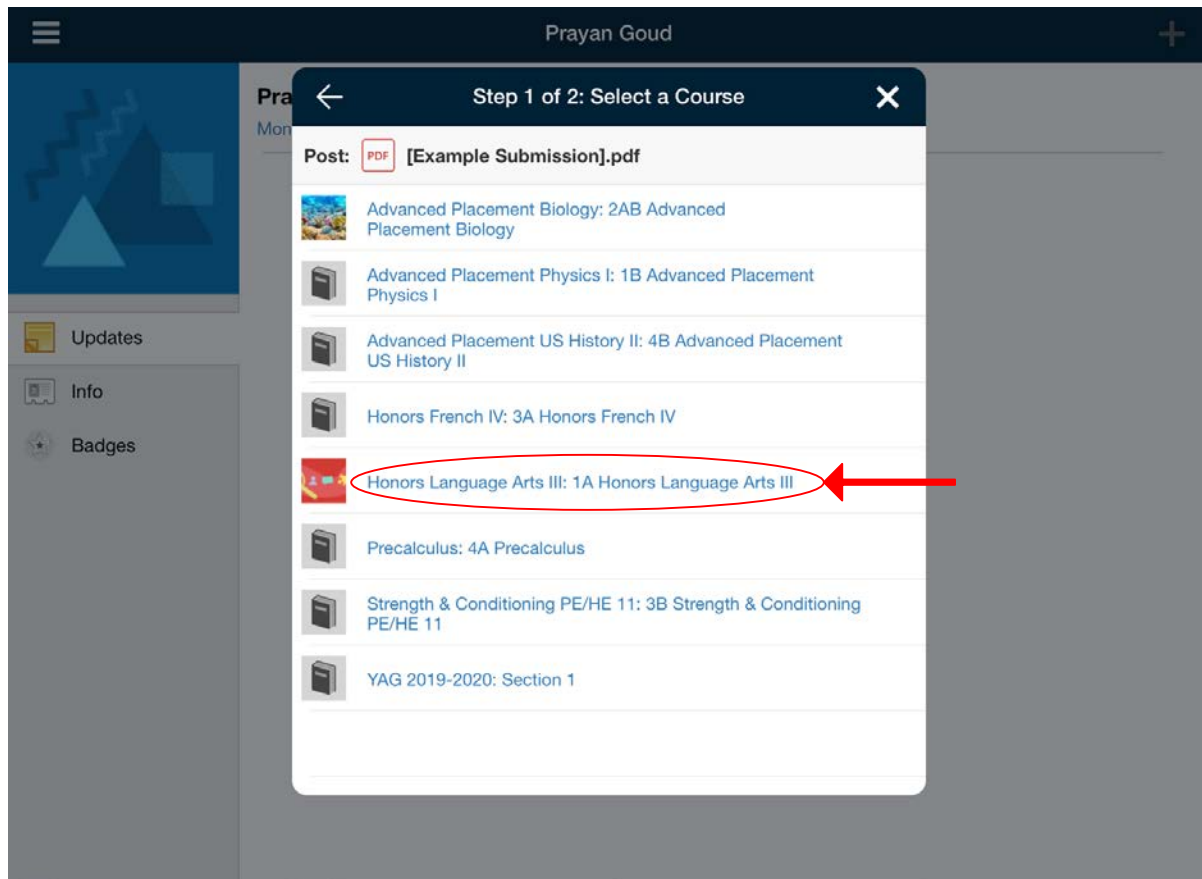 Prayan Goud
Pra
Mon
Step 1 of 2: Select a Course
Post: PDF [Example Submission].pdf
Advanced Placement Biology: 2AB Advanced
Placement Biology
Advanced Placement Physics I: 1B Advanced Placement
Physics I
Advanced Placement US History II: 4B Advanced Placement
US History II
Honors French IV: 3A Honors French IV
Honors Language Arts III: 1A Honors Language Arts III
Precalculus: 4A Precalculus
Strength & Conditioning PE/HE 11: 3B Strength & Conditioning
PE/HE 11
YAG 2019-2020: Section 1
Updates
Info
Badges